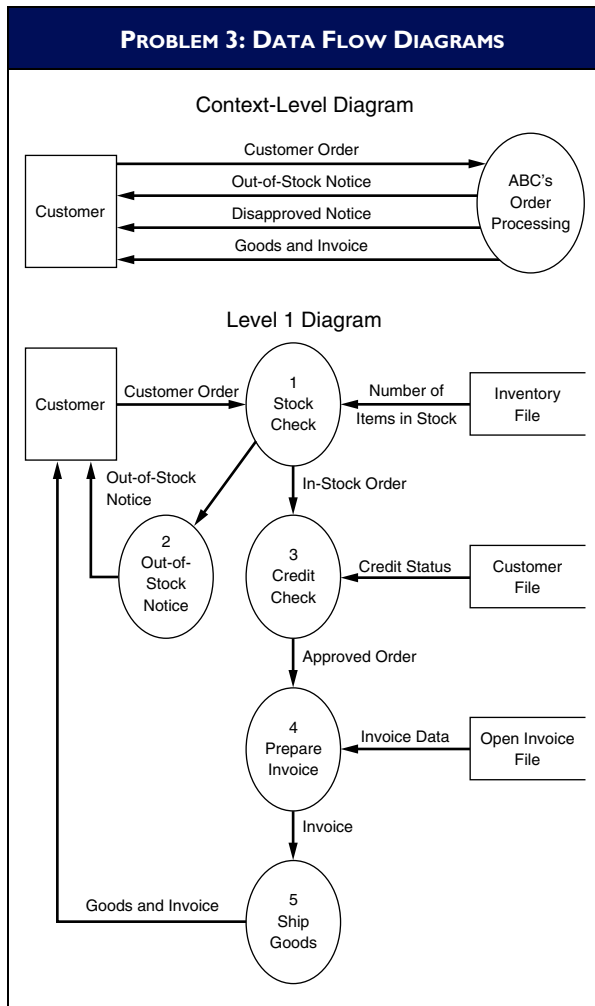 PROBLEM 3: DATA FLOW DIAGRAMS
Context-Level Diagram
Customer
Customer Order
Out-of-Stock Notice
Disapproved Notice
Goods and Invoice
ABC's
Order
Processing
Level 1 Diagram
Customer
Customer Order
1
Stock
Check
Number of
Items in Stock
Inventory
File
Out-of-Stock
Notice
In-Stock Order
2
Out-of-
Stock
Notice
3
Credit
Check
Credit Status
Customer
File
Approved Order
4
Prepare
Invoice
Invoice Data
Open Invoice
File
Invoice
Goods and Invoice
5
Ship
Goods